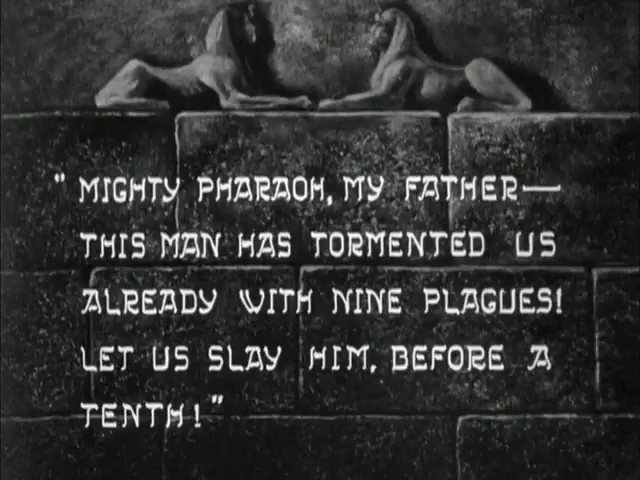 " MIGHTY PHARAOH, MY FATHER—
THIS MAN HAS TORMENTED US
ALREADY WITH NINE PLAGUES!
LET US SLAY HIM, BEFORE A
TENTH! "